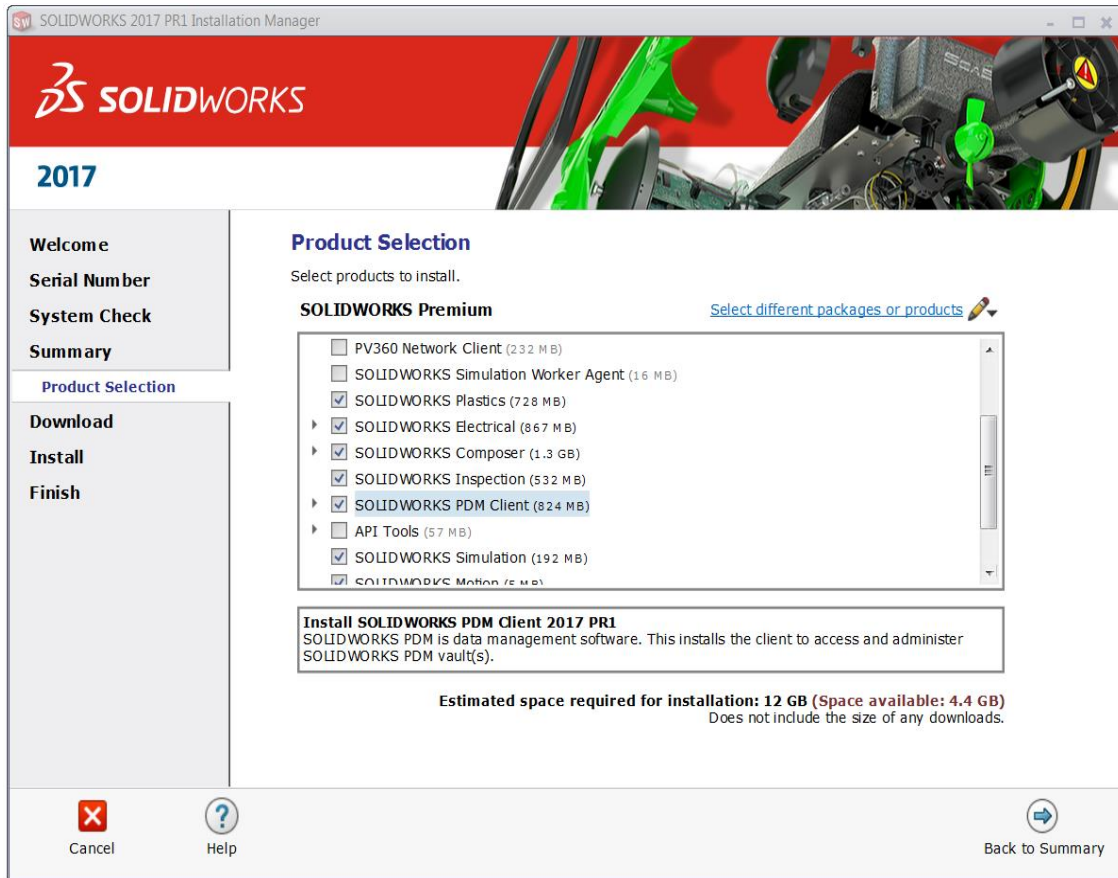 SOLIDWORKS 2017 PR1 Installation Manager
SOLIDWORKS
2017
Welcome
Serial Number
System Check
Summary
Product Selection
Download
Install
Finish
Product Selection
Select products to install.
SOLIDWORKS Premium
Select different packages or products
PV360 Network Client (232 MB)
SOLIDWORKS Simulation Worker Agent (16 MB)
SOLIDWORKS Plastics (728 MB)
SOLIDWORKS Electrical (867 MB)
SOLIDWORKS Composer (1.3 GB)
SOLIDWORKS Inspection (532 MB)
SOLIDWORKS PDM Client (824 MB)
API Tools (57 MB)
SOLIDWORKS Simulation (192 MB)
SOLIDWORKS Motion (5 MB)
Install SOLIDWORKS PDM Client 2017 PR1
SOLIDWORKS PDM is data management software. This installs the client to access and administer
SOLIDWORKS PDM vault(s).
Estimated space required for installation: 12 GB (Space available: 4.4 GB)
Does not include the size of any downloads.
Cancel
Help
Back to Summary